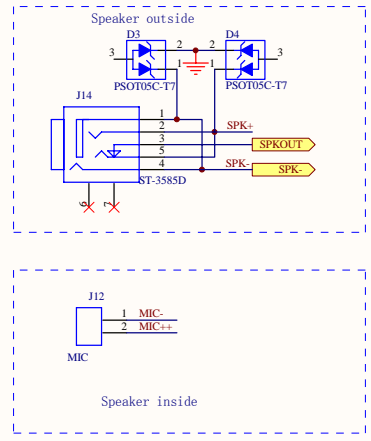 Speaker outside
D3 D4
3 2 2 3
1 1
PSOT05C-T7 PSOT05C-T7
J14
1
2 SPK+
3 SPKOUT
5
4 SPK- SPK-
ST-3585D
6 7
J12
1 MIC-
2 MIC++
MIC
Speaker inside